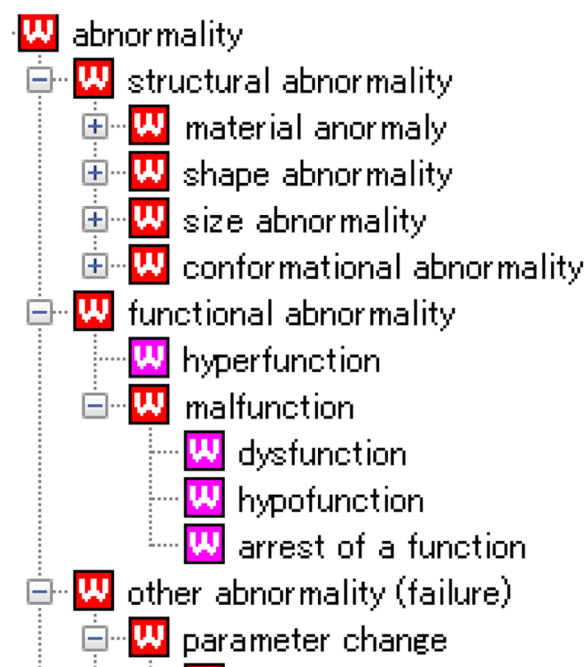 abnormality
structural abnormality
material anormaly
shape abnormality
size abnormality
conformational abnormality
functional abnormality
hyperfunction
malfunction
dysfunction
hypofunction
arrest of a function
other abnormality (failure)
parameter change